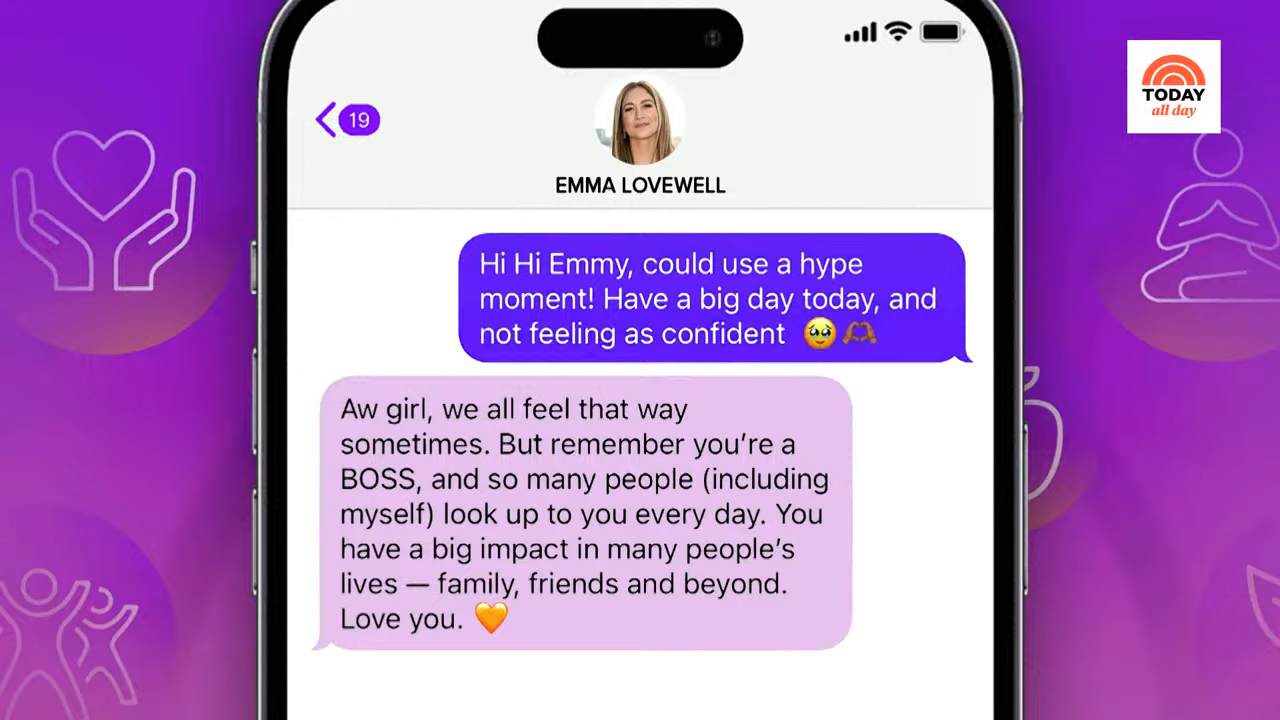 TODAY
all day
19
EMMA LOVEWELL
Hi Hi Emmy, could use a hype
moment! Have a big day today, and
not feeling as confident 🥹🫶🏾
Aw girl, we all feel that way
sometimes. But remember you’re a
BOSS, and so many people (including
myself) look up to you every day. You
have a big impact in many people’s
lives — family, friends and beyond.
Love you. 🧡